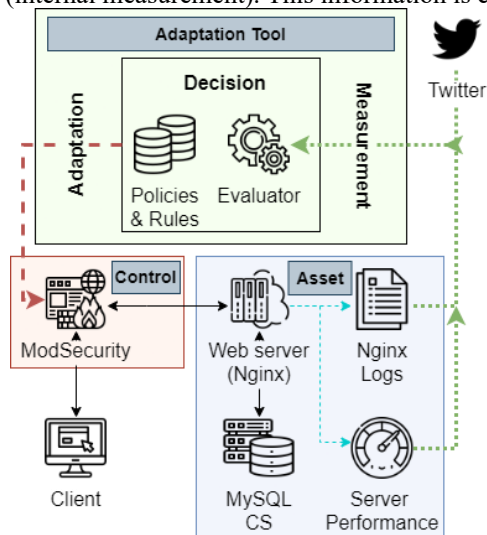 (internal measurement). This information is
Adaptation Tool
Twitter
Decision
Adaptation
Measurement
Policies
& Rules
Evaluator
Control
Asset
ModSecurity
Web server
(Nginx)
Nginx
Logs
Client
MySQL
CS
Server
Performance